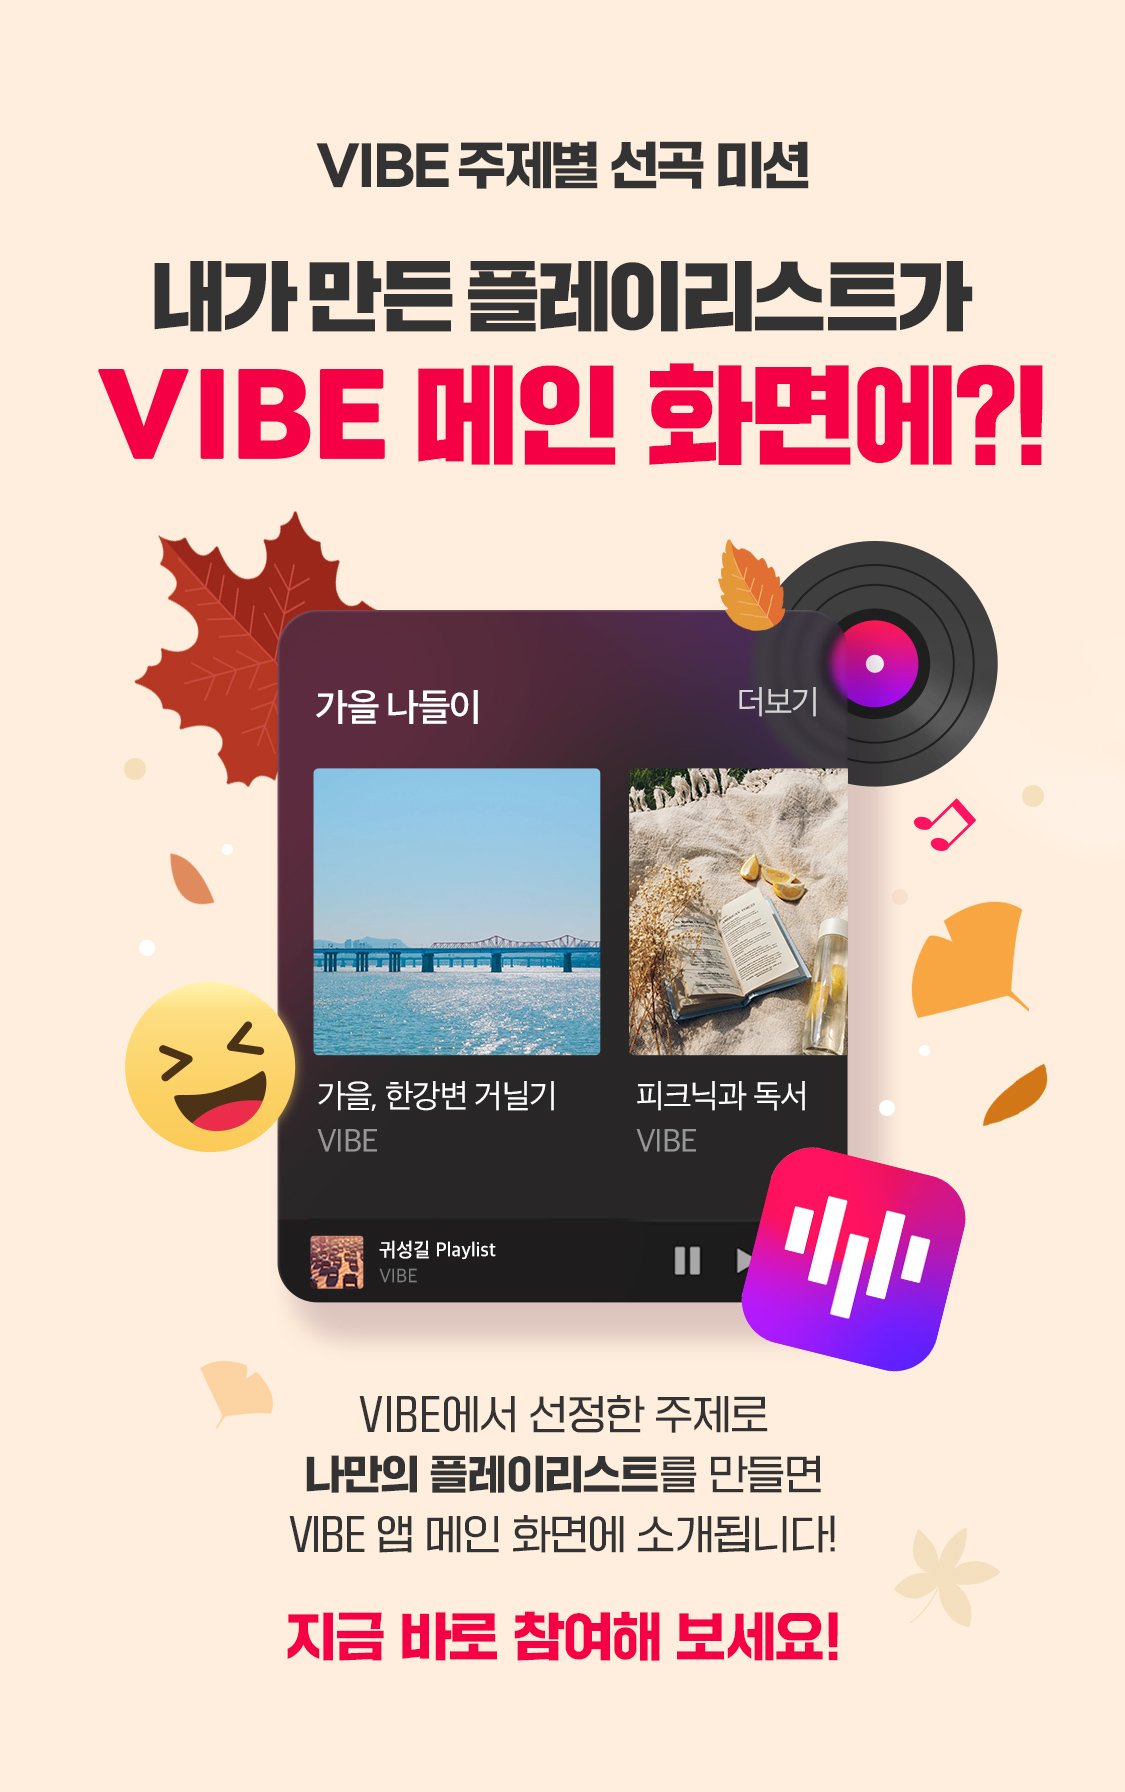 VIBE 주제별 선곡 미션
내가 만든 플레이리스트가
VIBE 메인 화면에?!
가을 나들이 더보기
가을, 한강변 거닐기 피크닉과 독서
VIBE VIBE
귀성길 Playlist
VIBE
VIBE에서 선정한 주제로
나만의 플레이리스트를 만들면
VIBE 앱 메인 화면에 소개됩니다!
지금 바로 참여해 보세요!